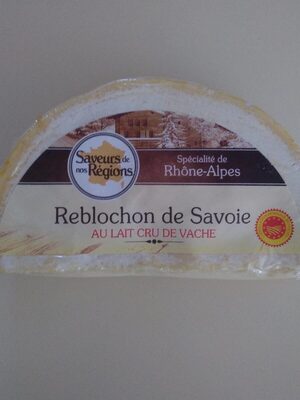 Saveurs de
nos Régions
Spécialité de
Rhône-Alpes
Reblochon de Savoie
AU LAIT CRU DE VACHE